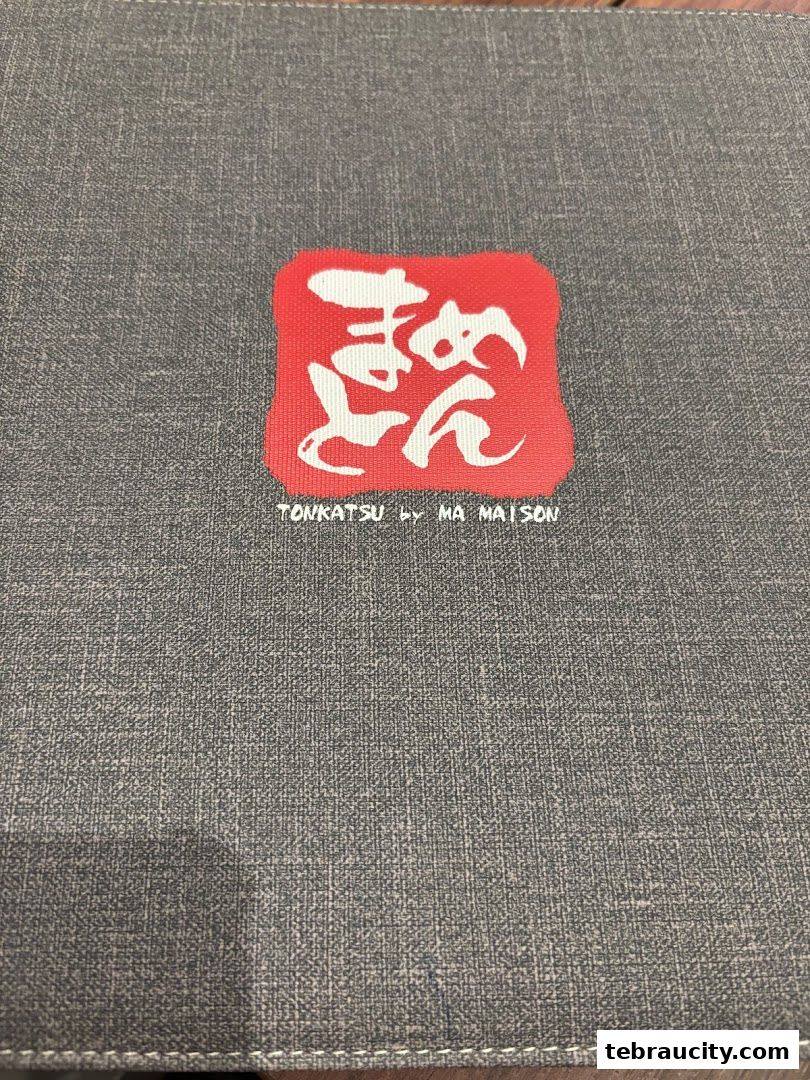 まめ
とん
TONKATSU by MA MAISON
tebraucity.com